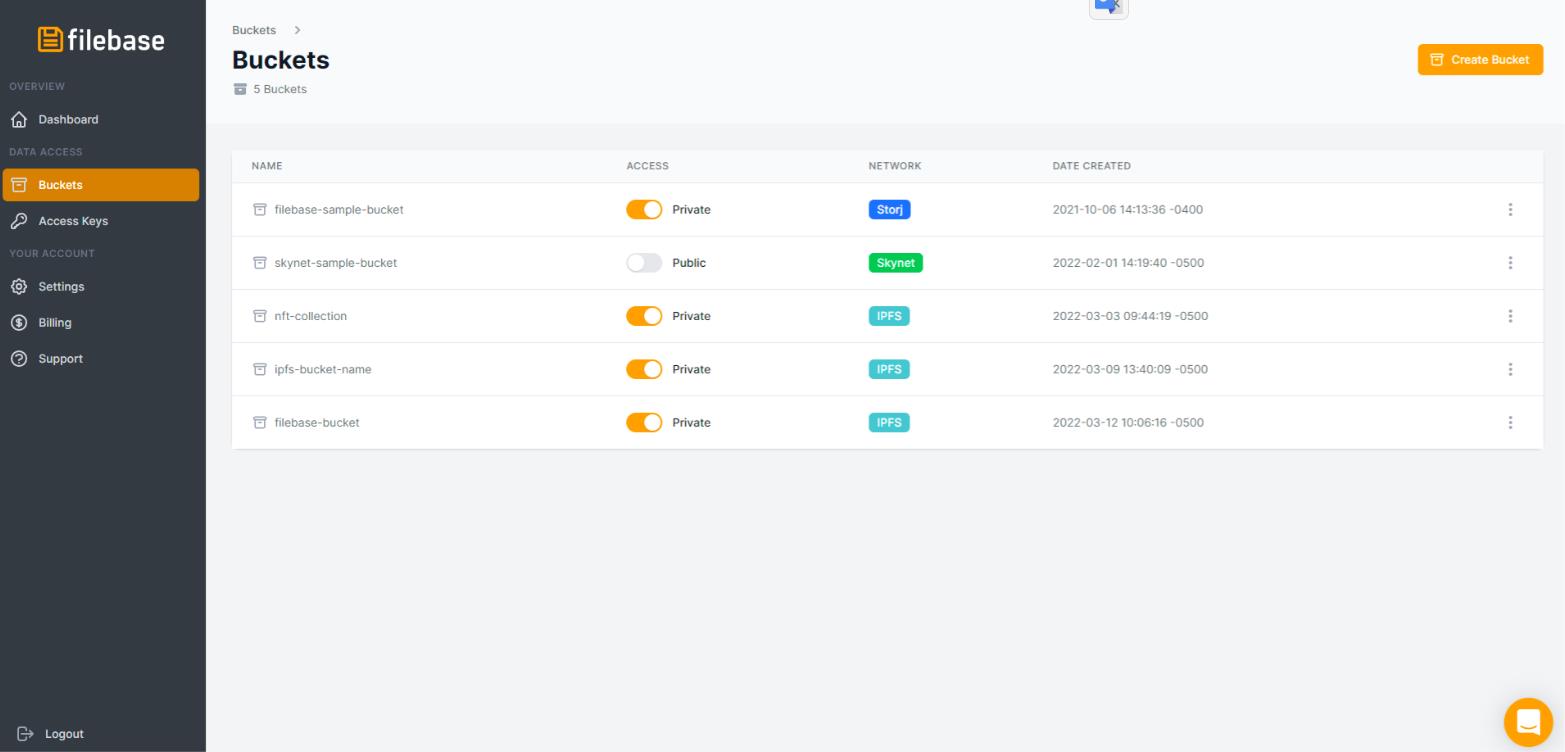 filebase
OVERVIEW
Dashboard
DATA ACCESS
Buckets
Access Keys
YOUR ACCOUNT
Settings
Billing
Support
Logout
Buckets
Buckets
5 Buckets
Create Bucket
NAME ACCESS NETWORK DATE CREATED
filebase-sample-bucket Private Storj 2021-10-06 14:13:36 -0400
skynet-sample-bucket Public Skynet 2022-02-01 14:19:40 -0500
nft-collection Private IPFS 2022-03-03 09:44:19 -0500
ipfs-bucket-name Private IPFS 2022-03-09 13:40:09 -0500
filebase-bucket Private IPFS 2022-03-12 10:06:16 -0500